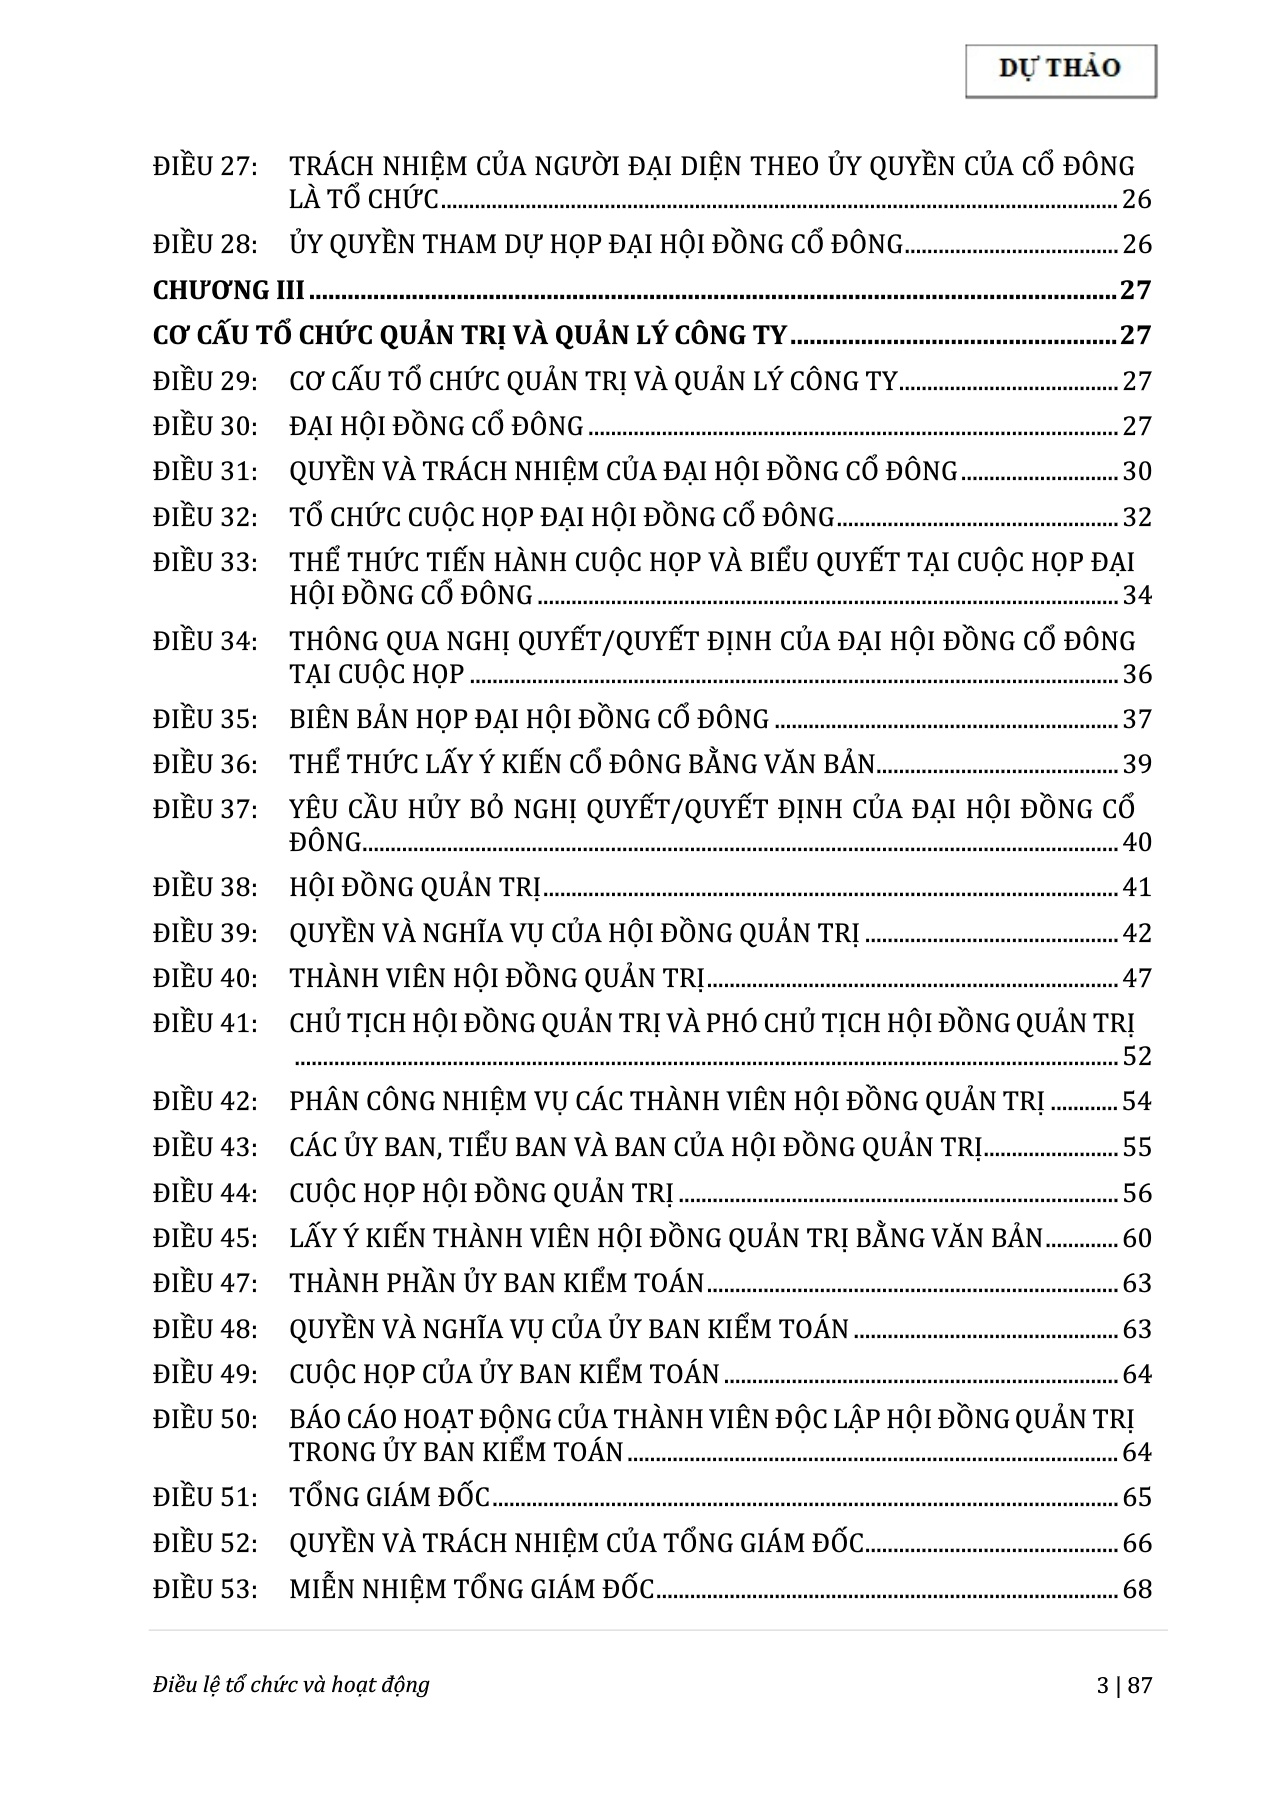 DỰ THẢO
ĐIỀU 27: TRÁCH NHIỆM CỦA NGƯỜI ĐẠI DIỆN THEO ỦY QUYỀN CỦA CỔ ĐÔNG
LÀ TỔ CHỨC........................................ 26
ĐIỀU 28: ỦY QUYỀN THAM DỰ HỌP ĐẠI HỘI ĐỒNG CỔ ĐÔNG........................................ 26
CHƯƠNG III ........................................ 27
CƠ CẤU TỔ CHỨC QUẢN TRỊ VÀ QUẢN LÝ CÔNG TY........................................ 27
ĐIỀU 29: CƠ CẤU TỔ CHỨC QUẢN TRỊ VÀ QUẢN LÝ CÔNG TY........................................ 27
ĐIỀU 30: ĐẠI HỘI ĐỒNG CỔ ĐÔNG ........................................ 27
ĐIỀU 31: QUYỀN VÀ TRÁCH NHIỆM CỦA ĐẠI HỘI ĐỒNG CỔ ĐÔNG ........................................ 30
ĐIỀU 32: TỔ CHỨC CUỘC HỌP ĐẠI HỘI ĐỒNG CỔ ĐÔNG........................................ 32
ĐIỀU 33: THỂ THỨC TIẾN HÀNH CUỘC HỌP VÀ BIỂU QUYẾT TẠI CUỘC HỌP ĐẠI
HỘI ĐỒNG CỔ ĐÔNG ........................................ 34
ĐIỀU 34: THÔNG QUA NGHỊ QUYẾT/QUYẾT ĐỊNH CỦA ĐẠI HỘI ĐỒNG CỔ ĐÔNG
TẠI CUỘC HỌP ........................................ 36
ĐIỀU 35: BIÊN BẢN HỌP ĐẠI HỘI ĐỒNG CỔ ĐÔNG ........................................ 37
ĐIỀU 36: THỂ THỨC LẤY Ý KIẾN CỔ ĐÔNG BẰNG VĂN BẢN........................................ 39
ĐIỀU 37: YÊU CẦU HỦY BỎ NGHỊ QUYẾT/QUYẾT ĐỊNH CỦA ĐẠI HỘI ĐỒNG CỔ
ĐÔNG........................................ 40
ĐIỀU 38: HỘI ĐỒNG QUẢN TRỊ........................................ 41
ĐIỀU 39: QUYỀN VÀ NGHĨA VỤ CỦA HỘI ĐỒNG QUẢN TRỊ ........................................ 42
ĐIỀU 40: THÀNH VIÊN HỘI ĐỒNG QUẢN TRỊ........................................ 47
ĐIỀU 41: CHỦ TỊCH HỘI ĐỒNG QUẢN TRỊ VÀ PHÓ CHỦ TỊCH HỘI ĐỒNG QUẢN TRỊ
........................................ 52
ĐIỀU 42: PHÂN CÔNG NHIỆM VỤ CÁC THÀNH VIÊN HỘI ĐỒNG QUẢN TRỊ ............ 54
ĐIỀU 43: CÁC ỦY BAN, TIỂU BAN VÀ BAN CỦA HỘI ĐỒNG QUẢN TRỊ........................ 55
ĐIỀU 44: CUỘC HỌP HỘI ĐỒNG QUẢN TRỊ ........................................ 56
ĐIỀU 45: LẤY Ý KIẾN THÀNH VIÊN HỘI ĐỒNG QUẢN TRỊ BẰNG VĂN BẢN............ 60
ĐIỀU 47: THÀNH PHẦN ỦY BAN KIỂM TOÁN........................................ 63
ĐIỀU 48: QUYỀN VÀ NGHĨA VỤ CỦA ỦY BAN KIỂM TOÁN ........................................ 63
ĐIỀU 49: CUỘC HỌP CỦA ỦY BAN KIỂM TOÁN ........................................ 64
ĐIỀU 50: BÁO CÁO HOẠT ĐỘNG CỦA THÀNH VIÊN ĐỘC LẬP HỘI ĐỒNG QUẢN TRỊ
TRONG ỦY BAN KIỂM TOÁN ........................................ 64
ĐIỀU 51: TỔNG GIÁM ĐỐC........................................ 65
ĐIỀU 52: QUYỀN VÀ TRÁCH NHIỆM CỦA TỔNG GIÁM ĐỐC........................................ 66
ĐIỀU 53: MIỄN NHIỆM TỔNG GIÁM ĐỐC........................................ 68
Điều lệ tổ chức và hoạt động 3 | 87